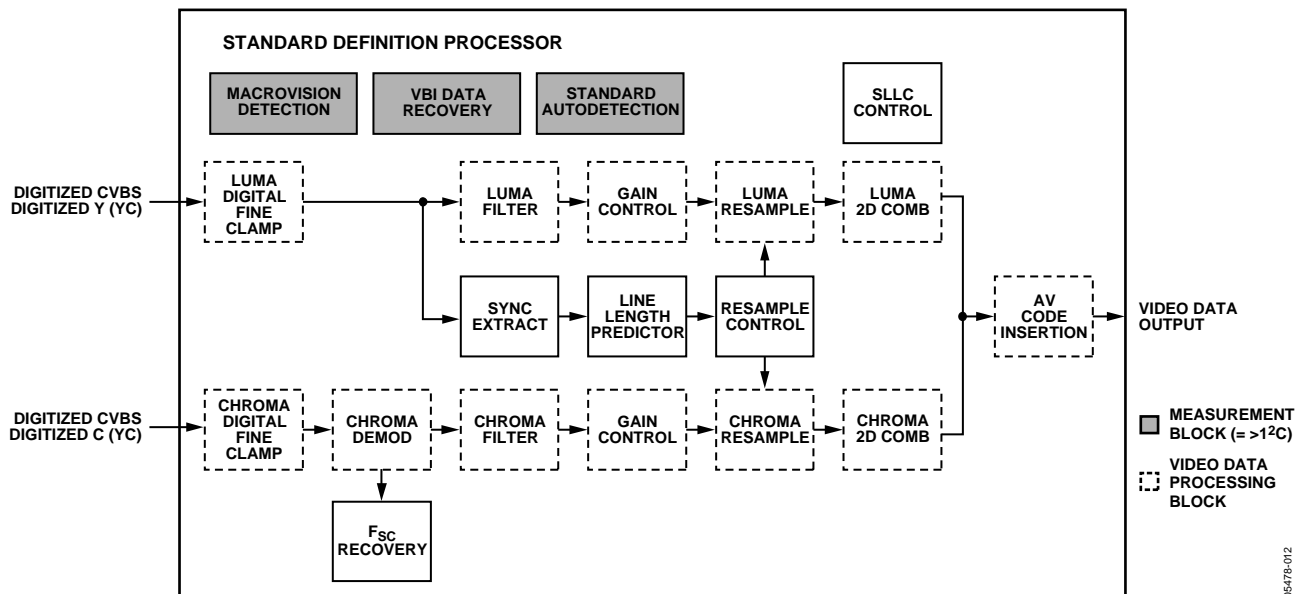 STANDARD DEFINITION PROCESSOR
MACROVISION
DETECTION
VBI DATA
RECOVERY
STANDARD
AUTODETECTION
SLLC
CONTROL
DIGITIZED CVBS
DIGITIZED Y (YC)
LUMA
DIGITAL
FINE
CLAMP
LUMA
FILTER
GAIN
CONTROL
LUMA
RESAMPLE
LUMA
2D COMB
SYNC
EXTRACT
LINE
LENGTH
PREDICTOR
RESAMPLE
CONTROL
AV
CODE
INSERTION
VIDEO DATA
OUTPUT
DIGITIZED CVBS
DIGITIZED C (YC)
CHROMA
DIGITAL
FINE
CLAMP
CHROMA
DEMOD
CHROMA
FILTER
GAIN
CONTROL
CHROMA
RESAMPLE
CHROMA
2D COMB
FSC
RECOVERY
MEASUREMENT
BLOCK (= >1²C)
VIDEO DATA
PROCESSING
BLOCK
05478-012